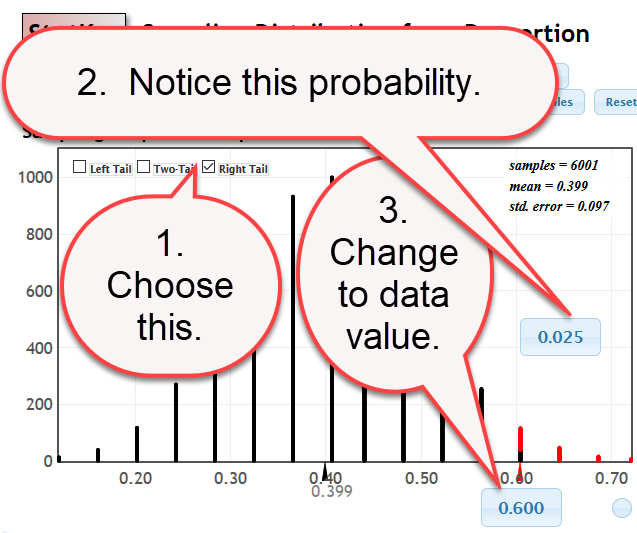 ortion
2. Notice this probability.
les Reset
Left Tail Two-Tail Right Tail
samples = 6001
mean = 0.399
std. error = 0.097
1000
800
600
400
200
0
1.
Choose
this.
3.
Change
to data
value.
0.025
0.20 0.30 0.40 0.50 0.60 0.70
0.399
0.600